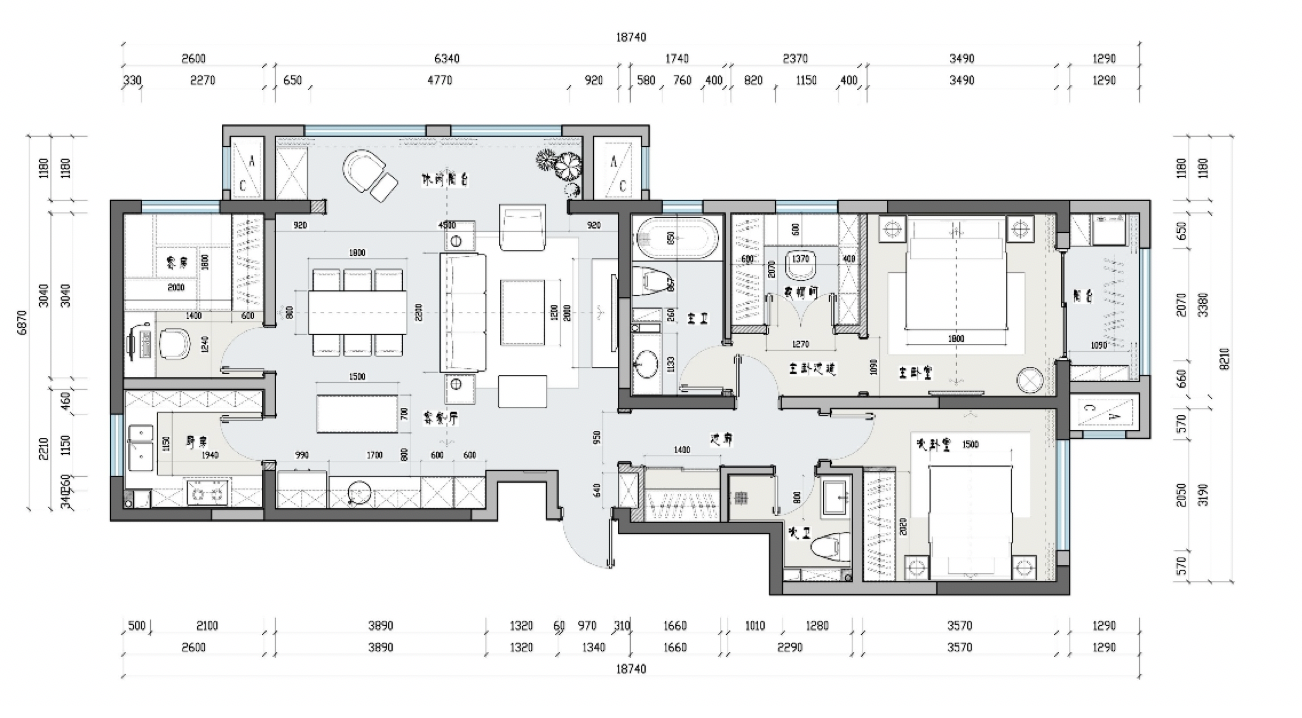 18740
2600 6340 1740 2370 3490 1290
330 2270 650 4770 920 580 760 400 820 1150 400 3490 1290
1180 1180 A C 休闲阳台 A C 1180 1180
920 4500 920 850 600 650
1800 1800 600 1370 400
2000 2070 衣帽间 阳台
3040 3040 800 2200 1200 2000 260 主卫 2070 3380
6870 1400 600 1800 1090 8210
1240 1270
1500 1133 主卧过道 1090 主卧室 660
460 700 客餐厅 A C 570
2210 1150 1150 厨房 950 过廊 次卧室 1500
1940 990 1700 800 600 600 1400
260 340 640 800 2020 2050 3190
次卫
570
500 2100 3890 1320 60 970 310 1660 1010 1280 3570 1290
2600 3890 1320 1340 1660 2290 3570 1290
18740